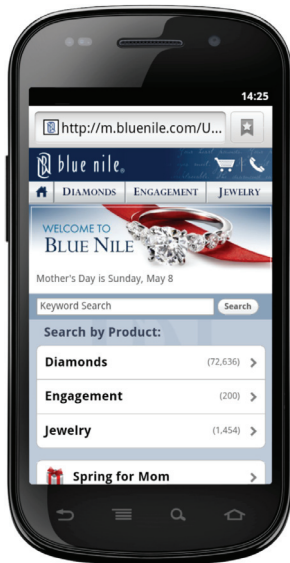 14:25
http://m.bluenile.com/U...
blue nile.
DIAMONDS ENGAGEMENT JEWELRY
WELCOME TO
BLUE NILE
Mother's Day is Sunday, May 8
Keyword Search Search
Search by Product:
Diamonds (72,636)
Engagement (200)
Jewelry (1,454)
Spring for Mom